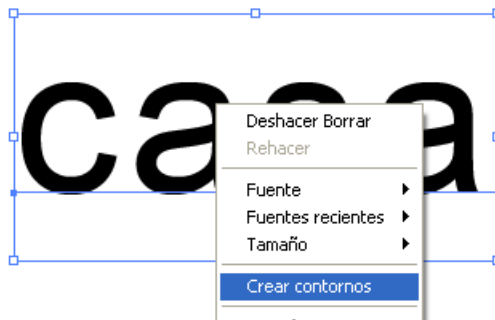 casa
Deshacer Borrar
Rehacer
Fuente
Fuentes recientes
Tamaño
Crear contornos